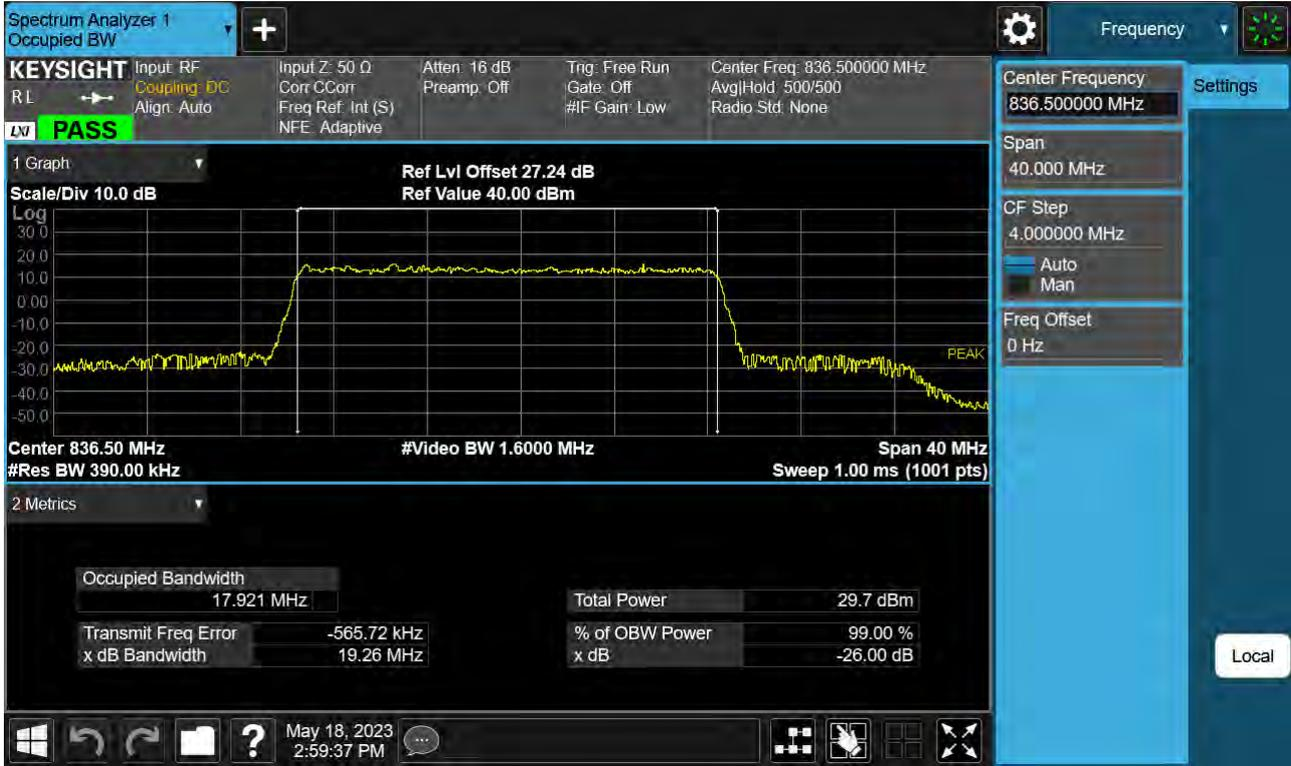 Spectrum Analyzer 1
Occupied BW
+
Frequency
KEYSIGHT
RL
LXI
PASS
Input: RF
Coupling: DC
Align: Auto
Input Z: 50 Ω
Corr CCorr
Freq Ref: Int (S)
NFE: Adaptive
Atten: 16 dB
Preamp: Off
Trig: Free Run
Gate: Off
#IF Gain: Low
Center Freq: 836.500000 MHz
Avg|Hold: 500/500
Radio Std: None
Center Frequency
836.500000 MHz
Settings
Span
40.000 MHz
CF Step
4.000000 MHz
Auto
Man
Freq Offset
0 Hz
Local
1 Graph
Scale/Div 10.0 dB
Ref Lvl Offset 27.24 dB
Ref Value 40.00 dBm
Log
30.0
20.0
10.0
0.00
-10.0
-20.0
-30.0
-40.0
-50.0
PEAK
Center 836.50 MHz
#Video BW 1.6000 MHz
Span 40 MHz
#Res BW 390.00 kHz
Sweep 1.00 ms (1001 pts)
2 Metrics
Occupied Bandwidth
17.921 MHz
Transmit Freq Error -565.72 kHz
x dB Bandwidth 19.26 MHz
Total Power 29.7 dBm
% of OBW Power 99.00 %
x dB -26.00 dB
?
May 18, 2023
2:59:37 PM